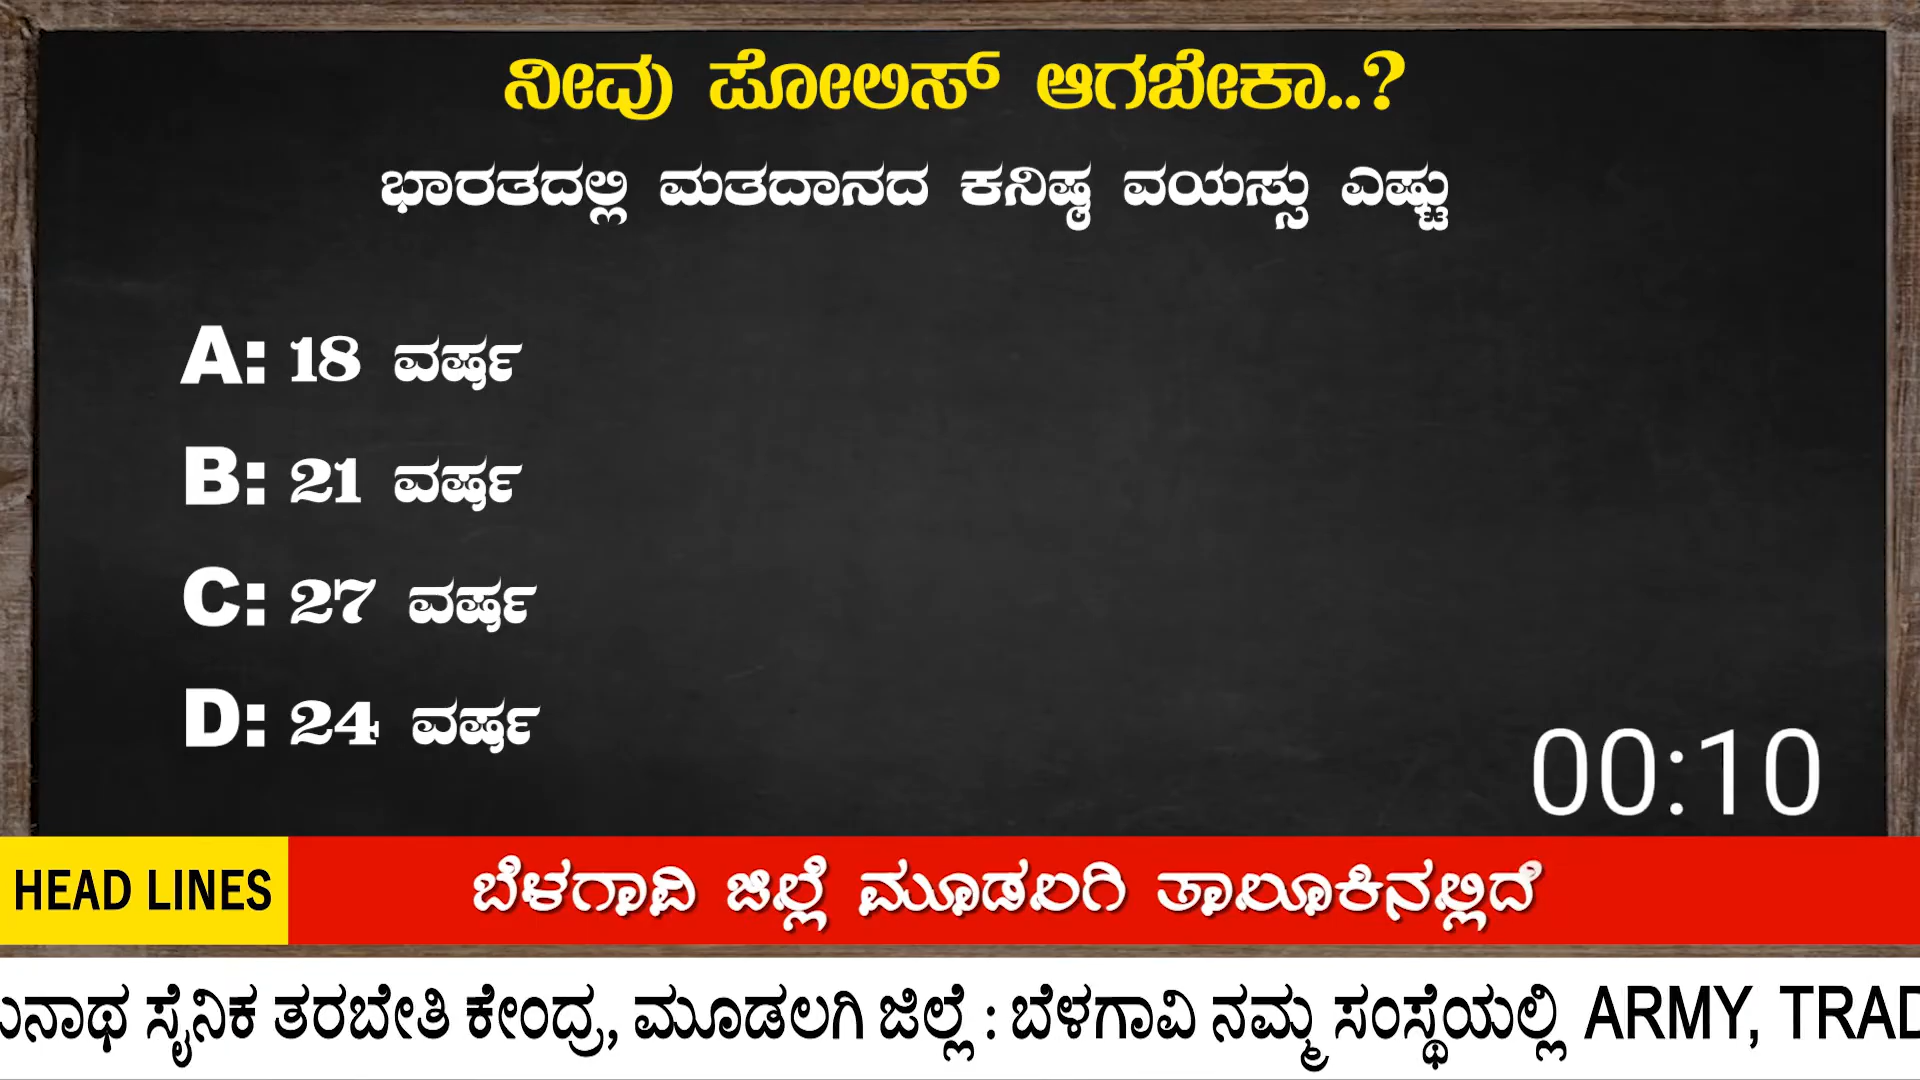 ನೀವು ಪೋಲಿಸ್ ಆಗಬೇಕಾ..?
ಭಾರತದಲ್ಲಿ ಮತದಾನದ ಕನಿಷ್ಠ ವಯಸ್ಸು ಎಷ್ಟು
A: 18 ವರ್ಷ
B: 21 ವರ್ಷ
C: 27 ವರ್ಷ
D: 24 ವರ್ಷ
00:10
HEAD LINES
ಬೆಳಗಾವಿ ಜಿಲ್ಲೆ ಮೂಡಲಗಿ ತಾಲೂಕಿನಲ್ಲಿದೆ
ಸೈನಿಕ ತರಬೇತಿ ಕೇಂದ್ರ, ಮೂಡಲಗಿ ಜಿಲ್ಲೆ : ಬೆಳಗಾವಿ ನಮ್ಮ ಸಂಸ್ಥೆಯಲ್ಲಿ ARMY,